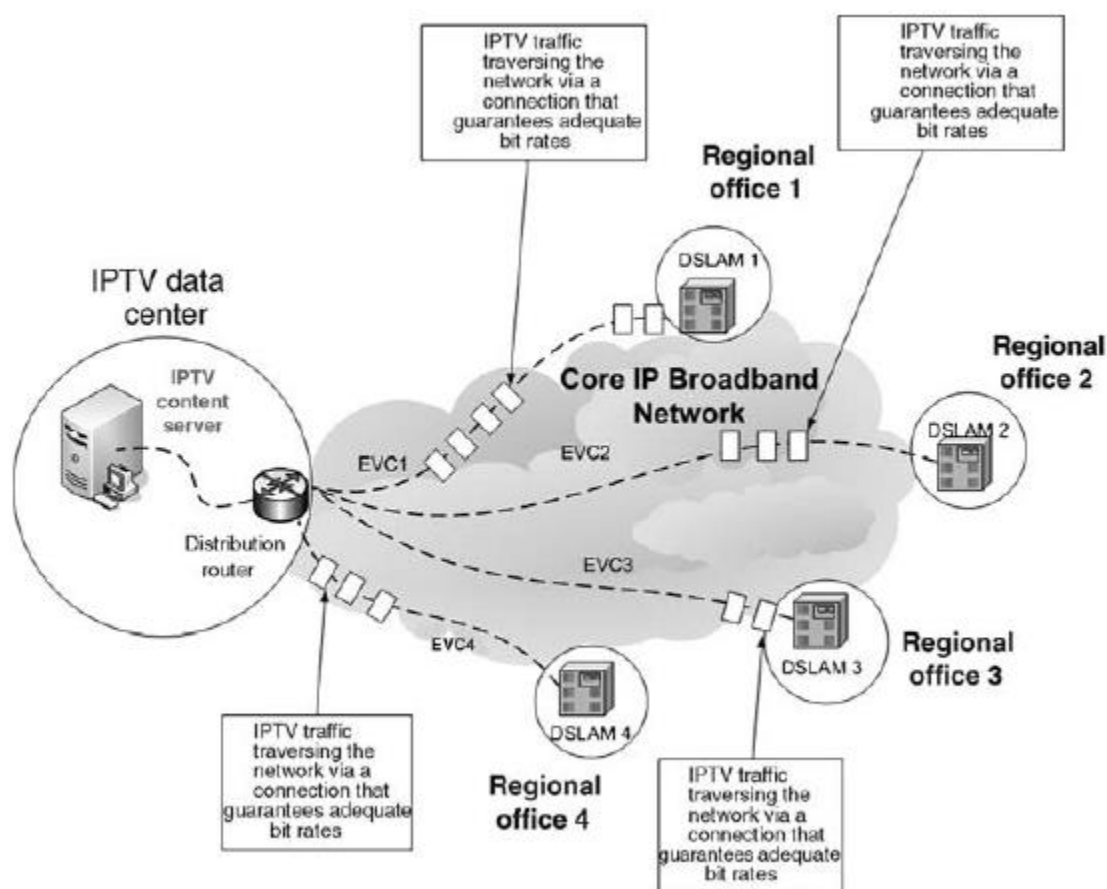 IPTV traffic
traversing the
network via a
connection that
guarantees adequate
bit rates
IPTV traffic
traversing the
network via a
connection that
guarantees adequate
bit rates
Regional
office 1
DSLAM 1
IPTV data
center
IPTV
content
server
Regional
office 2
Core IP Broadband
Network
DSLAM 2
EVC1
EVC2
Distribution
router
EVC3
EVC4
DSLAM 3
Regional
office 3
DSLAM 4
IPTV traffic
traversing the
network via a
connection that
guarantees adequate
bit rates
Regional
office 4
IPTV traffic
traversing the
network via a
connection that
guarantees adequate
bit rates